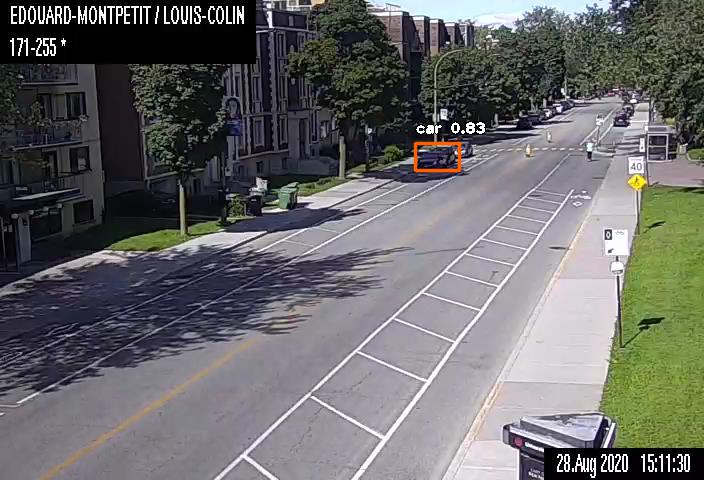 EDOUARD-MONTPETIT / LOUIS-COLIN
171-255 *
car 0.83
40
28.Aug 2020 15:11:30